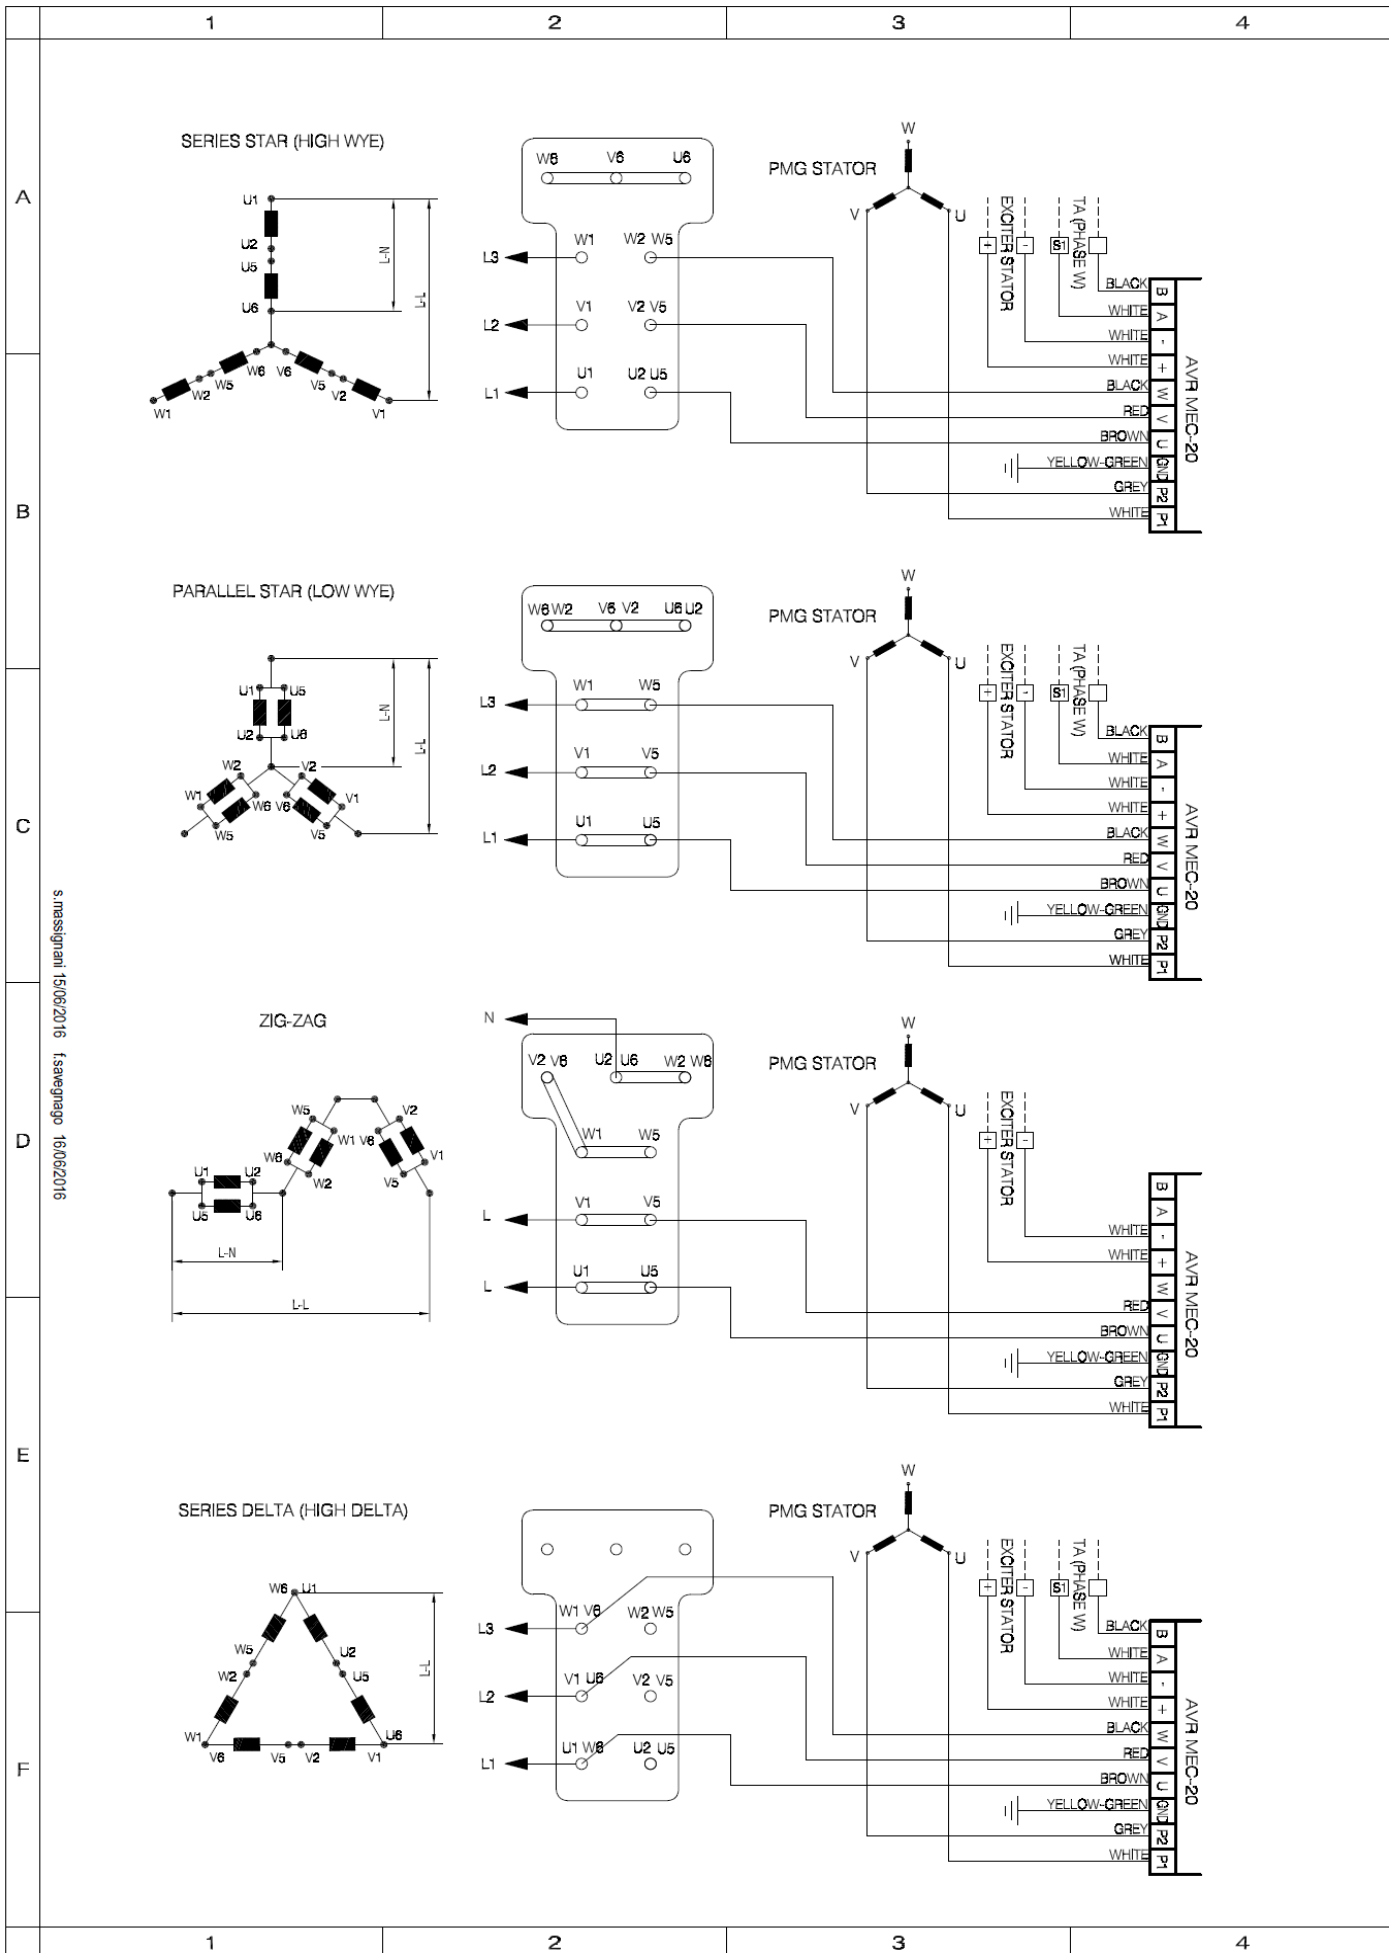 1 2 3 4
A
B
C
D
E
F
s.massignani 15/06/2016 f.savegnago 16/06/2016
SERIES STAR (HIGH WYE)
U1
U2
U5
U6
L-N
L-L
W6 V6
W5 V5
W2 V2
W1 V1
W6 V6 U6
L3 W1 W2 W5
L2 V1 V2 V5
L1 U1 U2 U5
PMG STATOR
W
V U
EXCITER STATOR
TA (PHASE W)
+ - S1
BLACK B
WHITE A
WHITE -
WHITE +
BLACK W
RED V
BROWN U
YELLOW-GREEN GND
GREY P2
WHITE P1
AVR MEC-20
PARALLEL STAR (LOW WYE)
U1 U5
U2 U6
L-N
L-L
W2 V2
W1 W6 V6 V1
W5 V5
W6 W2 V6 V2 U6 U2
L3 W1 W5
L2 V1 V5
L1 U1 U5
PMG STATOR
W
V U
EXCITER STATOR
TA (PHASE W)
+ - S1
BLACK B
WHITE A
WHITE -
WHITE +
BLACK W
RED V
BROWN U
YELLOW-GREEN GND
GREY P2
WHITE P1
AVR MEC-20
ZIG-ZAG
W5 V2
W1 V6
W6 V1
U1 U2 W2 V5
U5 U6
L-N
L-L
N
V2 V6 U2 U6 W2 W6
W1 W5
L V1 V5
L U1 U5
PMG STATOR
W
V U
EXCITER STATOR
+ -
B
A
WHITE -
WHITE +
W
RED V
BROWN U
YELLOW-GREEN GND
GREY P2
WHITE P1
AVR MEC-20
SERIES DELTA (HIGH DELTA)
W6 U1
W5 U2
W2 U5
L-L
W1 U6
V6 V5 V2 V1
L3 W1 V6 W2 W5
L2 V1 U6 V2 V5
L1 U1 W6 U2 U5
PMG STATOR
W
V U
EXCITER STATOR
TA (PHASE W)
+ - S1
BLACK B
WHITE A
WHITE -
WHITE +
BLACK W
RED V
BROWN U
YELLOW-GREEN GND
GREY P2
WHITE P1
AVR MEC-20
1 2 3 4